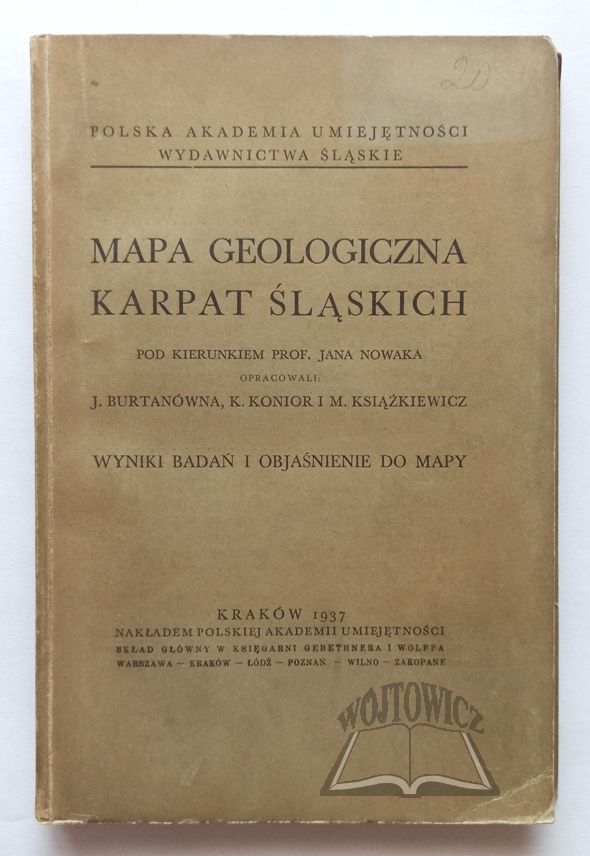 20
POLSKA AKADEMIA UMIEJĘTNOŚCI
WYDAWNICTWA ŚLĄSKIE
MAPA GEOLOGICZNA
KARPAT ŚLĄSKICH
POD KIERUNKIEM PROF. JANA NOWAKA
OPRACOWALI:
J. BURTANÓWNA, K. KONIOR I M. KSIĄŻKIEWICZ
WYNIKI BADAŃ I OBJAŚNIENIE DO MAPY
KRAKÓW 1937
NAKŁADEM POLSKIEJ AKADEMII UMIEJĘTNOŚCI
SKŁAD GŁÓWNY W KSIĘGARNI GEBETHNERA I WOLFFA
WARSZAWA — KRAKÓW — ŁÓDŹ — POZNAŃ — WILNO — ZAKOPANE
WÓJTOWICZ